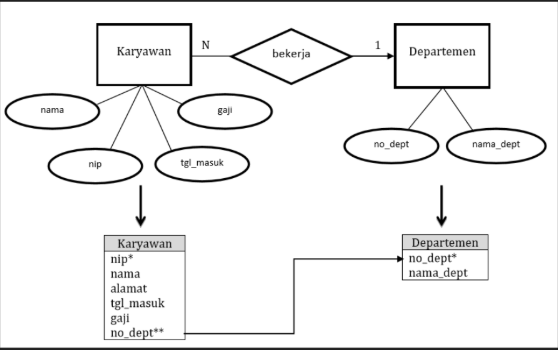 Karyawan
N
bekerja
1
Departemen
nama
gaji
nip
tgl_masuk
no_dept
nama_dept
Karyawan
nip*
nama
alamat
tgl_masuk
gaji
no_dept**
Departemen
no_dept*
nama_dept